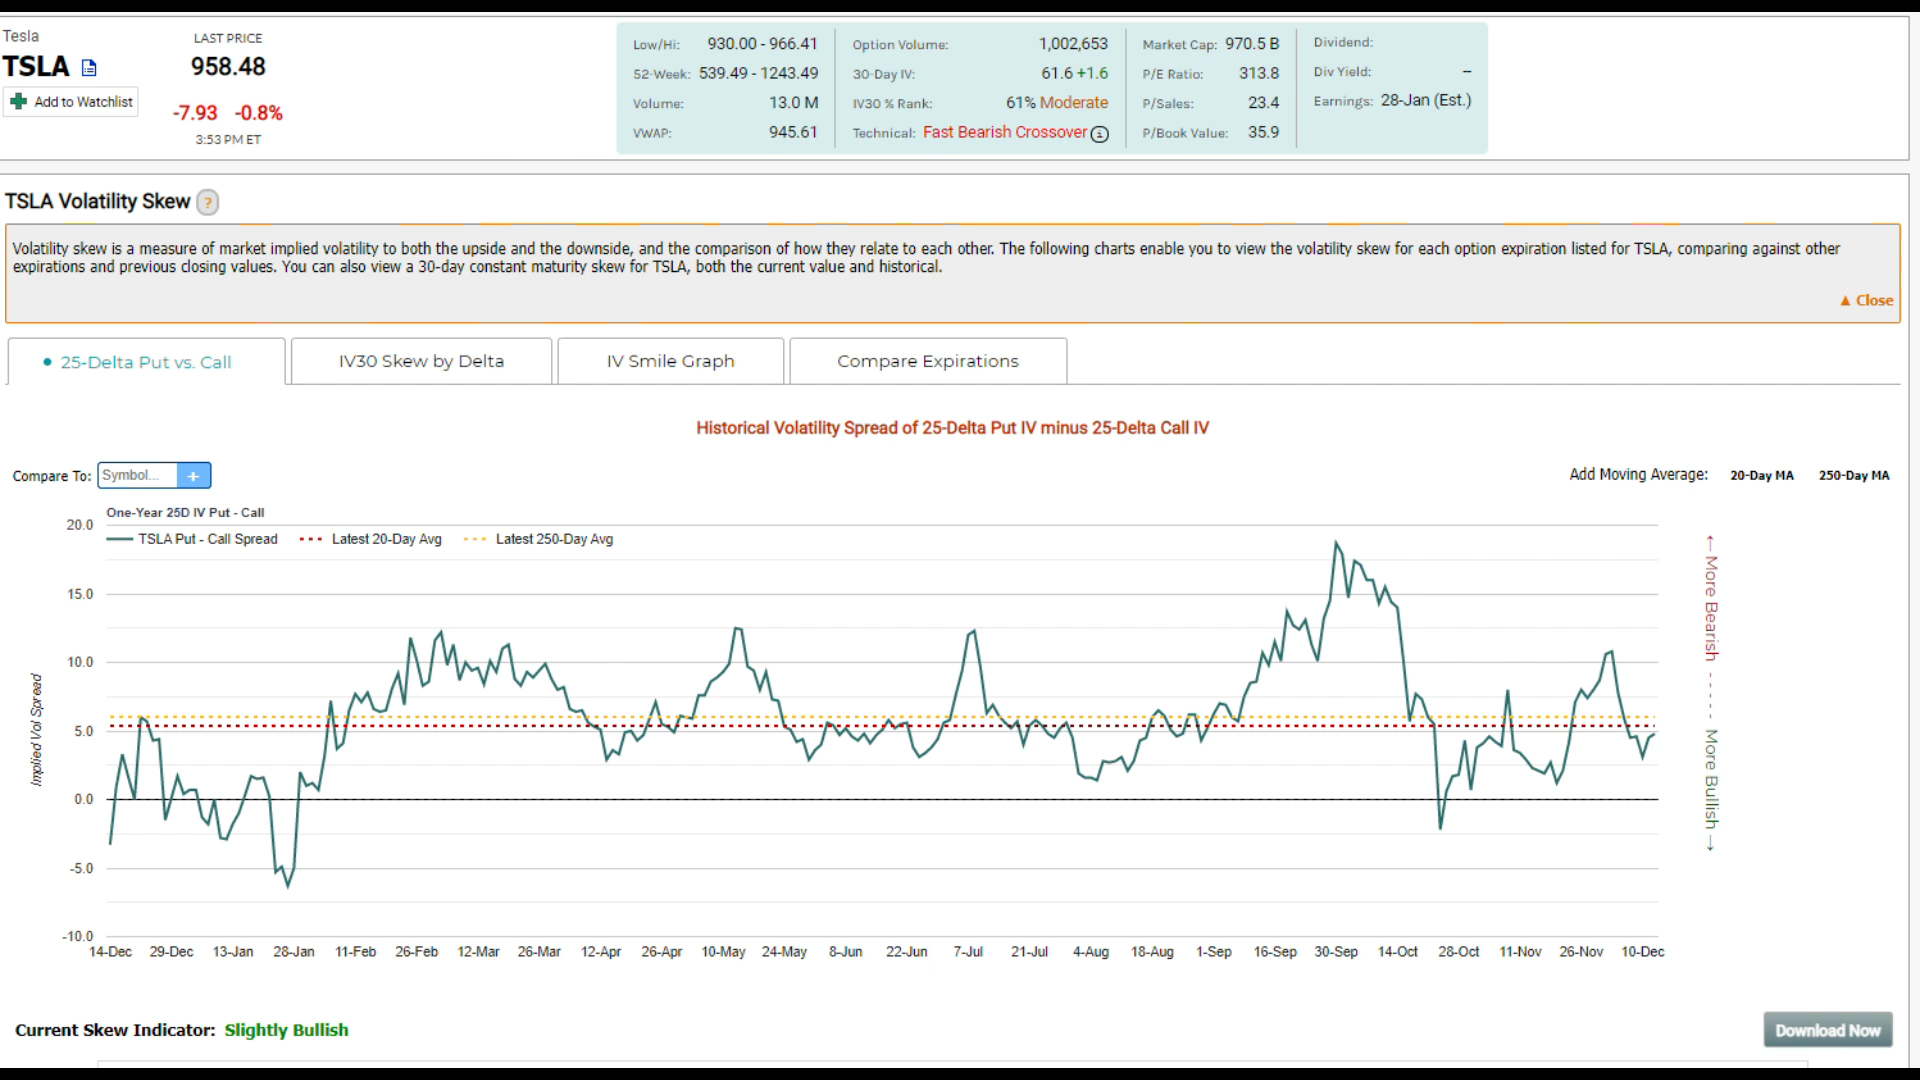 Tesla
TSLA
Add to Watchlist
LAST PRICE
958.48
-7.93 -0.8%
3:53 PM ET
Low/Hi: 930.00 - 966.41
52-Week: 539.49 - 1243.49
Volume: 13.0 M
VWAP: 945.61
Option Volume: 1,002,653
30-Day IV: 61.6 +1.6
IV30 % Rank: 61% Moderate
Technical: Fast Bearish Crossover
Market Cap: 970.5 B
P/E Ratio: 313.8
P/Sales: 23.4
P/Book Value: 35.9
Dividend:
Div Yield: --
Earnings: 28-Jan (Est.)
TSLA Volatility Skew ?
Volatility skew is a measure of market implied volatility to both the upside and the downside, and the comparison of how they relate to each other. The following charts enable you to view the volatility skew for each option expiration listed for TSLA, comparing against other
expirations and previous closing values. You can also view a 30-day constant maturity skew for TSLA, both the current value and historical.
▲ Close
• 25-Delta Put vs. Call
IV30 Skew by Delta
IV Smile Graph
Compare Expirations
Historical Volatility Spread of 25-Delta Put IV minus 25-Delta Call IV
Compare To: Symbol... +
Add Moving Average: 20-Day MA 250-Day MA
One-Year 25D IV Put - Call
TSLA Put - Call Spread Latest 20-Day Avg Latest 250-Day Avg
20.0
15.0
10.0
5.0
0.0
-5.0
-10.0
Implied Vol Spread
← More Bearish - - - - - More Bullish →
14-Dec 29-Dec 13-Jan 28-Jan 11-Feb 26-Feb 12-Mar 26-Mar 12-Apr 26-Apr 10-May 24-May 8-Jun 22-Jun 7-Jul 21-Jul 4-Aug 18-Aug 1-Sep 16-Sep 30-Sep 14-Oct 28-Oct 11-Nov 26-Nov 10-Dec
Current Skew Indicator: Slightly Bullish
Download Now